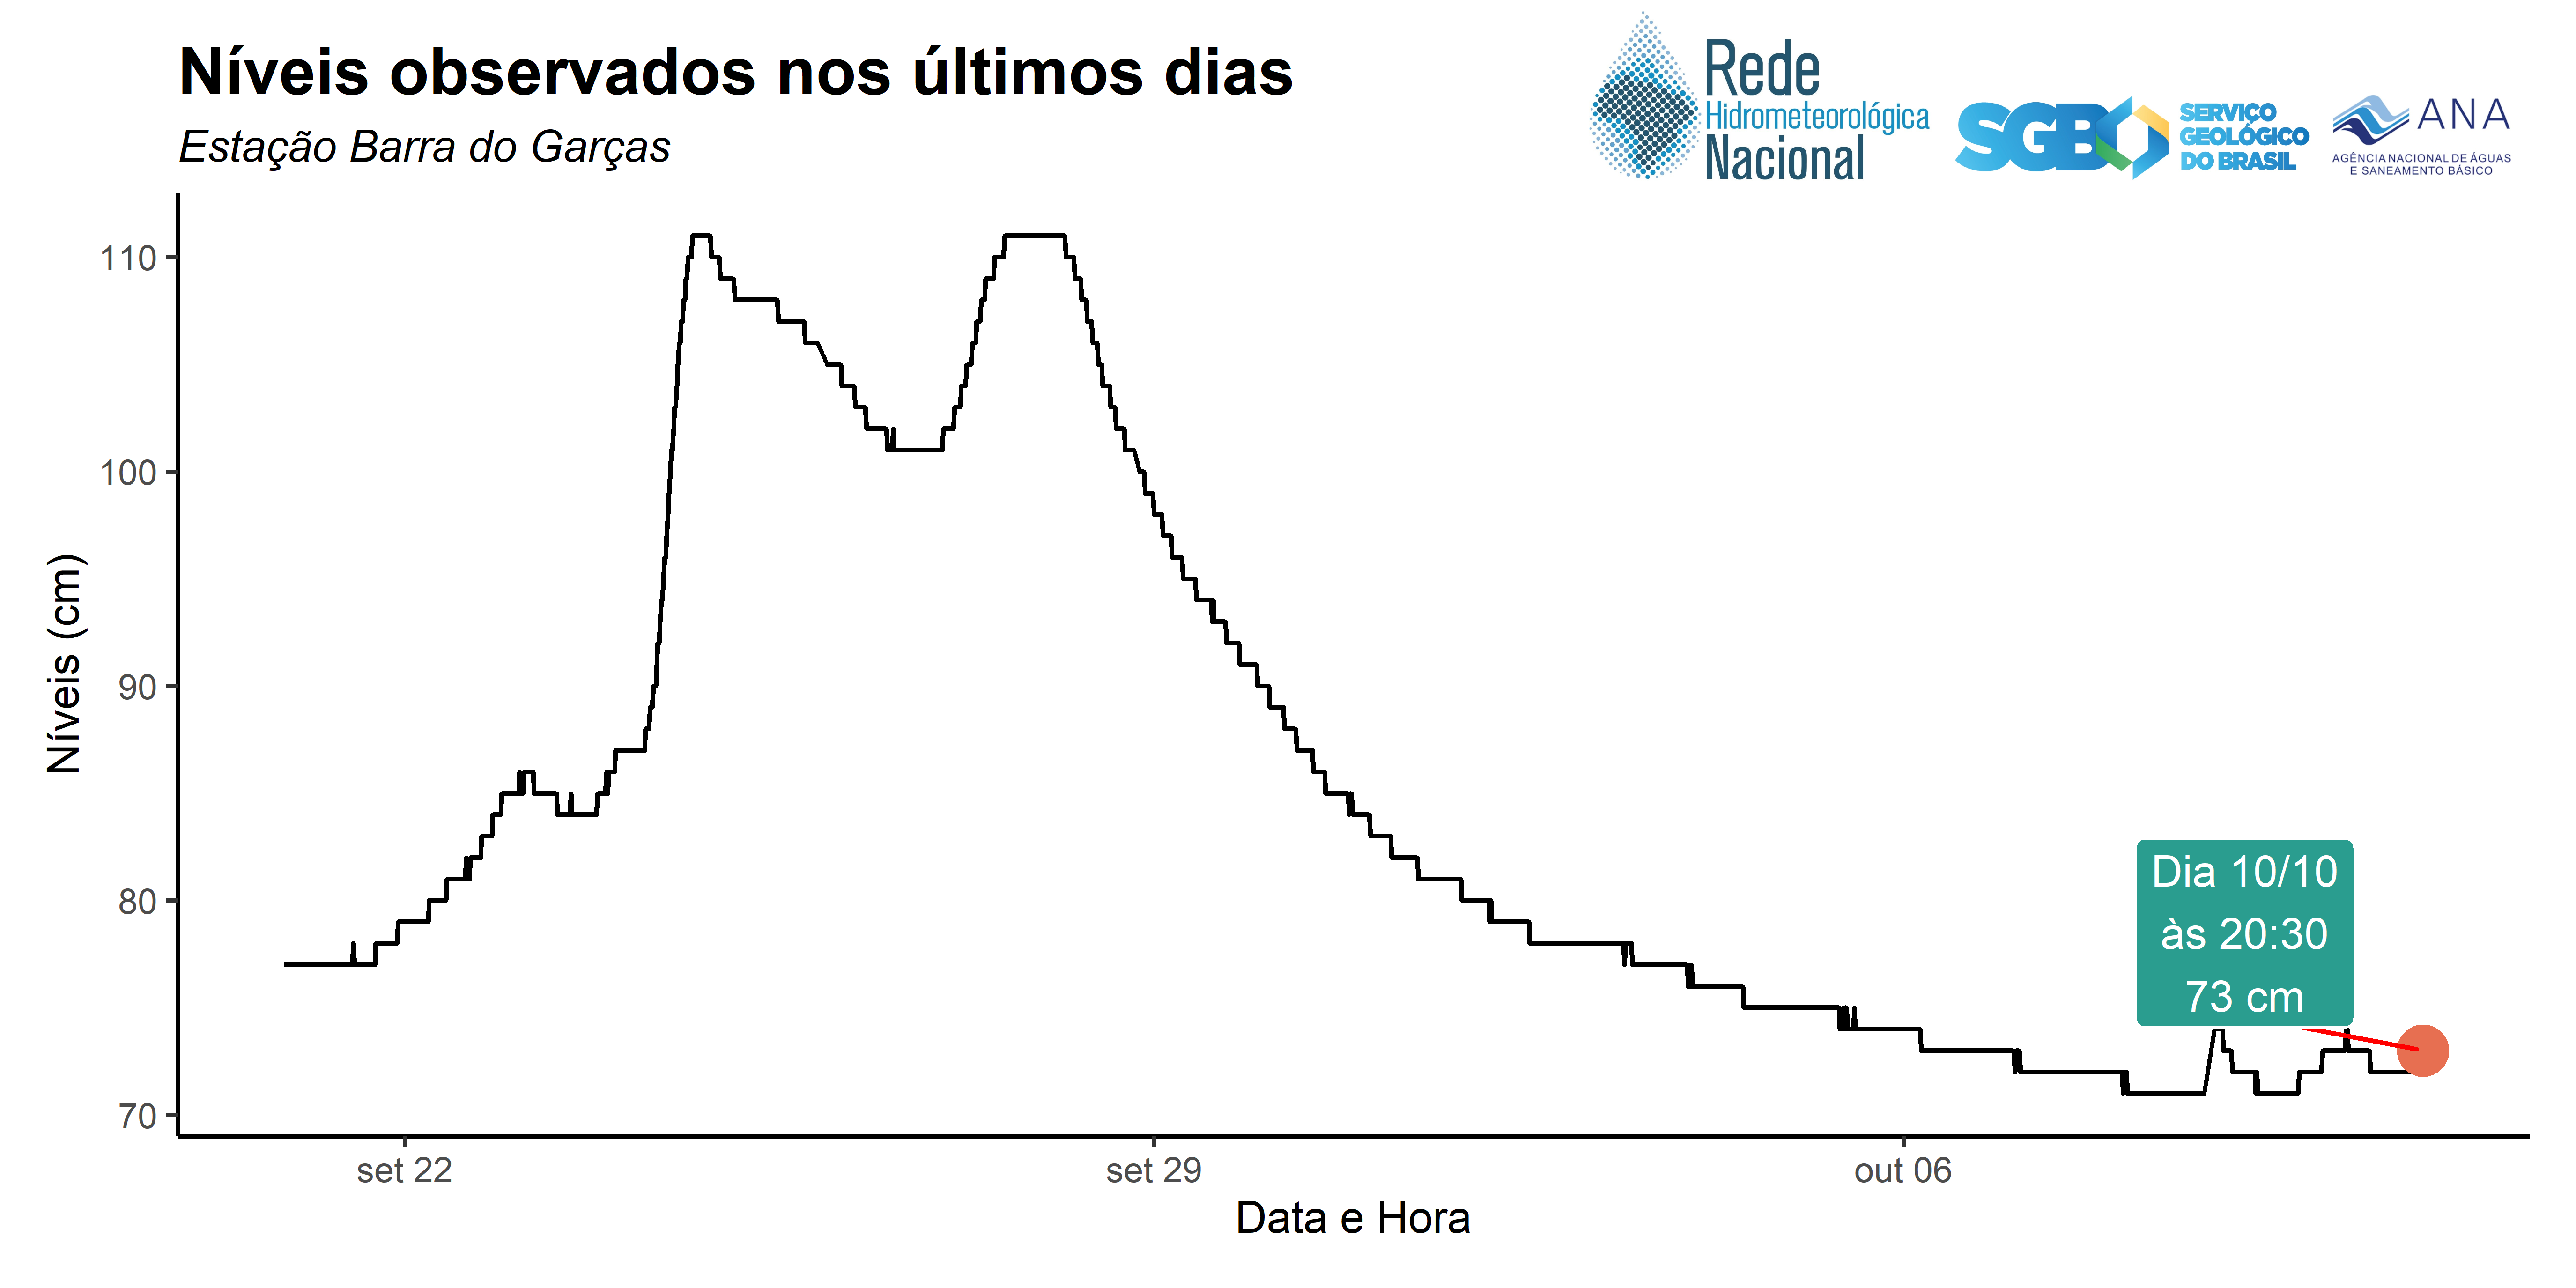 Níveis observados nos últimos dias
Estação Barra do Garças
Rede
Hidrometeorológica
Nacional
SGB
SERVIÇO
GEOLÓGICO
DO BRASIL
ANA
AGÊNCIA NACIONAL DE ÁGUAS
E SANEAMENTO BÁSICO
Níveis (cm)
110
100
90
80
70
Dia 10/10
às 20:30
73 cm
set 22
set 29
out 06
Data e Hora